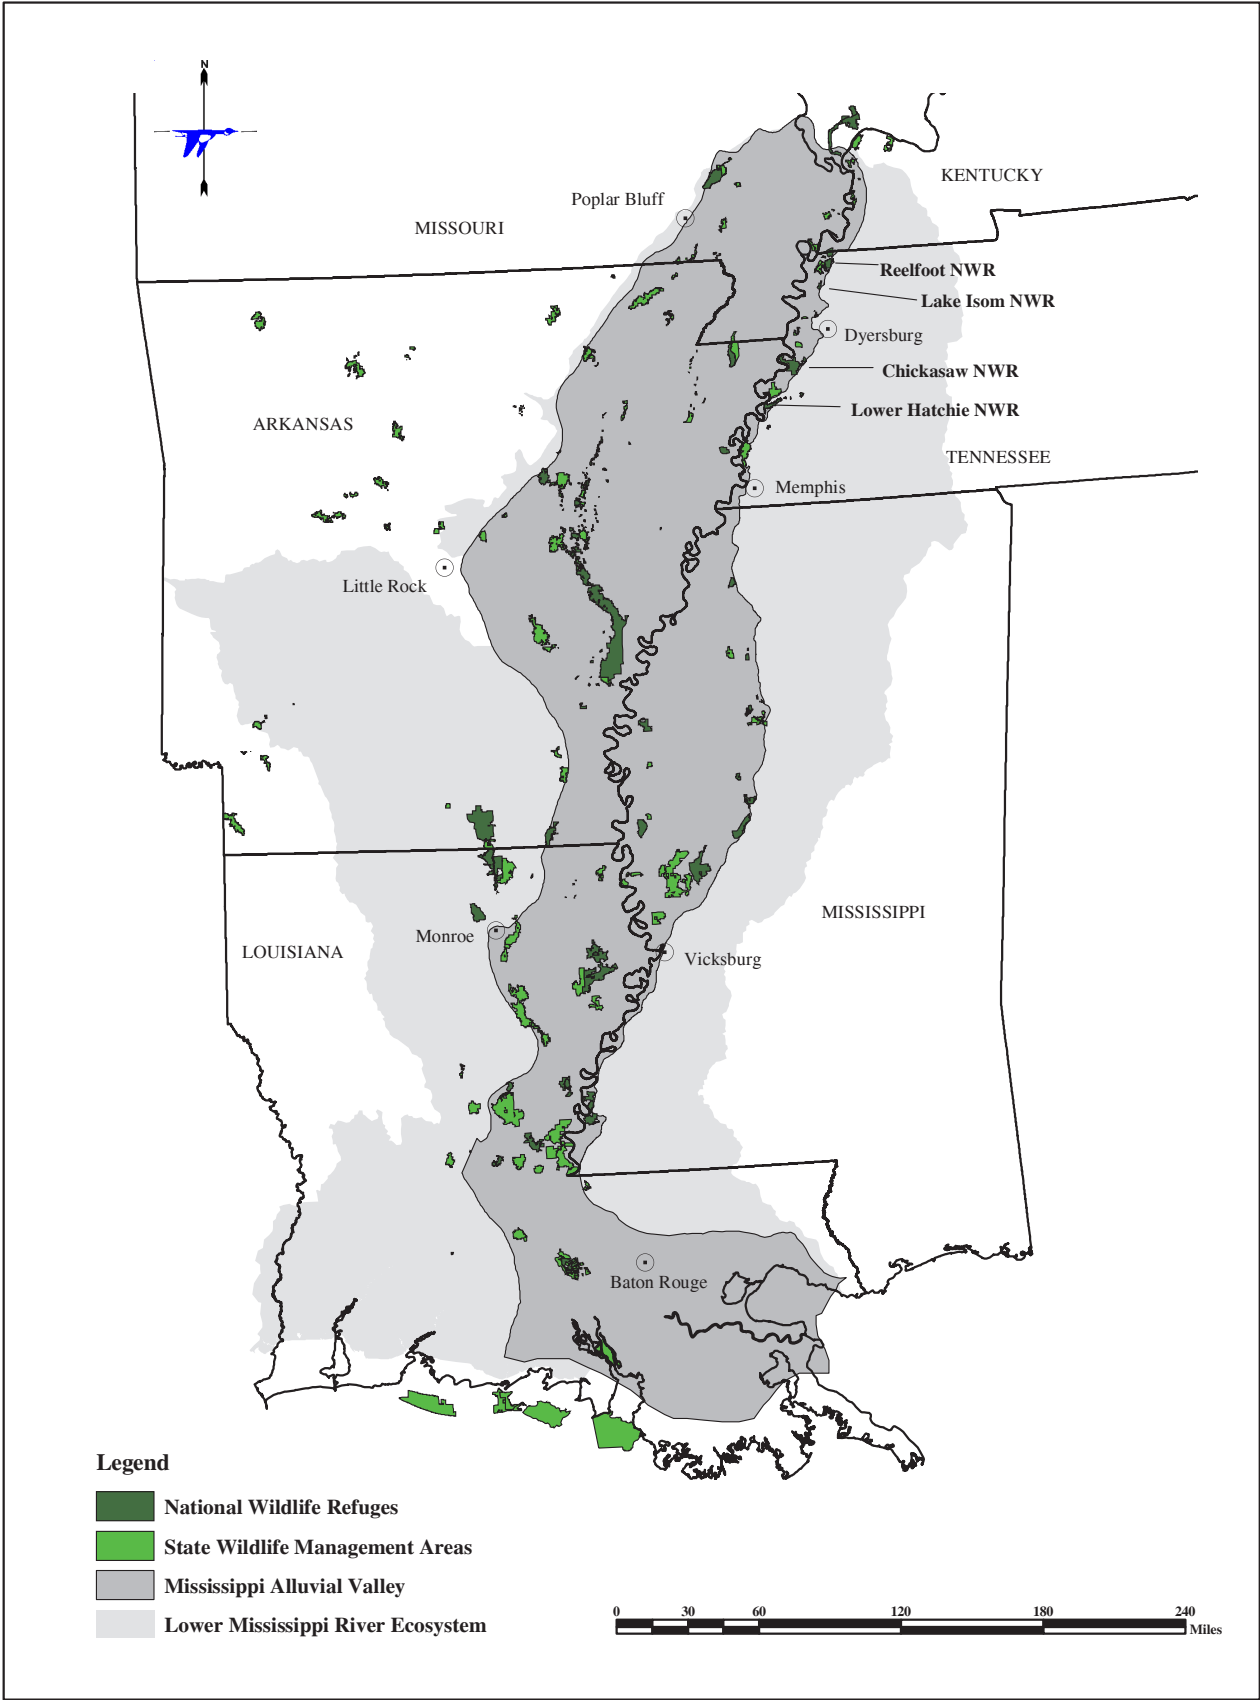 N
KENTUCKY
Poplar Bluff
MISSOURI
Reelfoot NWR
Lake Isom NWR
Dyersburg
Chickasaw NWR
Lower Hatchie NWR
ARKANSAS
TENNESSEE
Memphis
Little Rock
MISSISSIPPI
Monroe
LOUISIANA
Vicksburg
Baton Rouge
Legend
National Wildlife Refuges
State Wildlife Management Areas
Mississippi Alluvial Valley
Lower Mississippi River Ecosystem
0 30 60 120 180 240
Miles